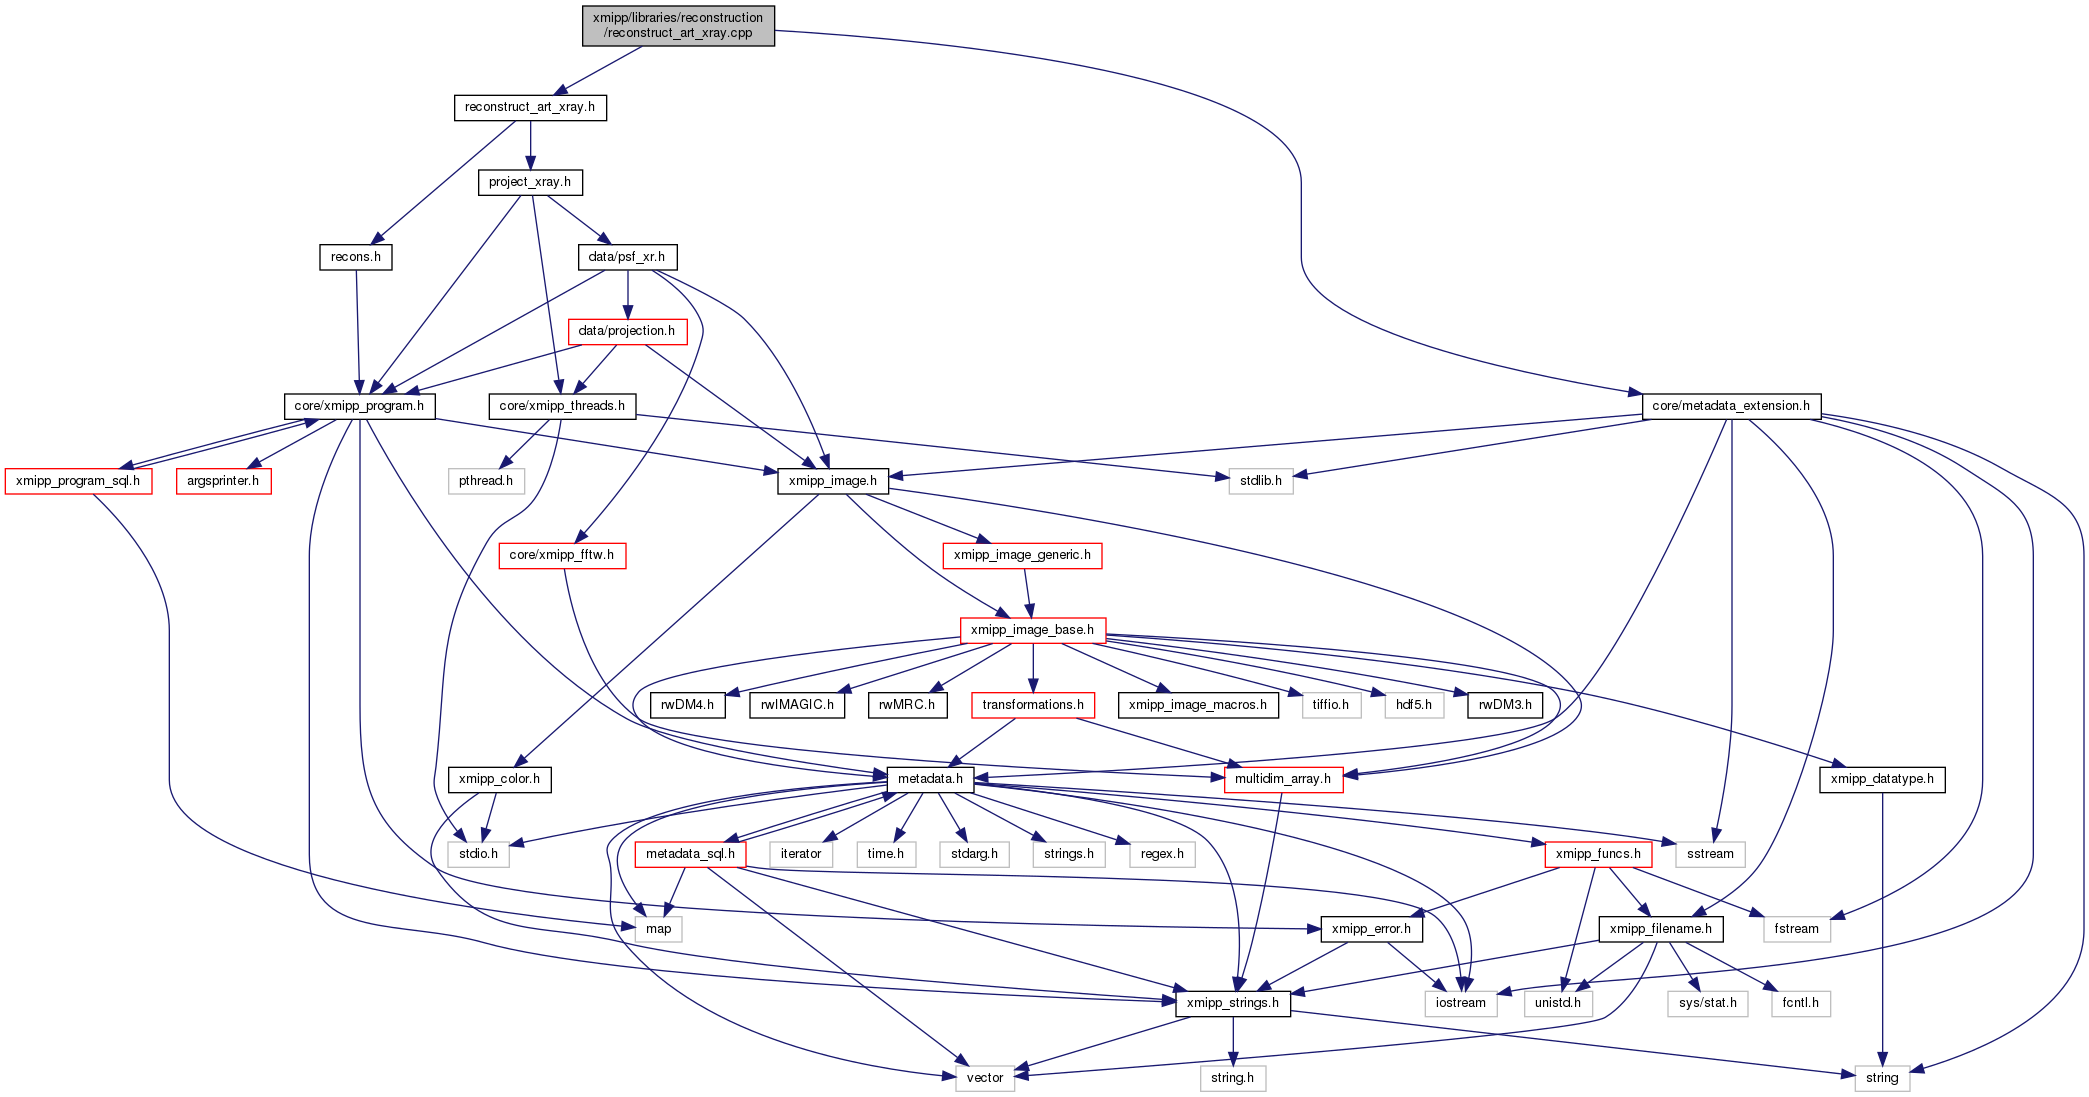 xmipp/libraries/reconstruction
/reconstruct_art_xray.cpp
reconstruct_art_xray.h
project_xray.h
recons.h
data/psf_xr.h
data/projection.h
core/xmipp_program.h
core/xmipp_threads.h
core/metadata_extension.h
xmipp_program_sql.h
argsprinter.h
pthread.h
xmipp_image.h
stdlib.h
core/xmipp_fftw.h
xmipp_image_generic.h
xmipp_image_base.h
rwDM4.h
rwIMAGIC.h
rwMRC.h
transformations.h
xmipp_image_macros.h
tiffio.h
hdf5.h
rwDM3.h
xmipp_color.h
metadata.h
multidim_array.h
xmipp_datatype.h
stdio.h
metadata_sql.h
iterator
time.h
stdarg.h
strings.h
regex.h
xmipp_funcs.h
sstream
map
xmipp_error.h
xmipp_filename.h
fstream
xmipp_strings.h
iostream
unistd.h
sys/stat.h
fcntl.h
vector
string.h
string